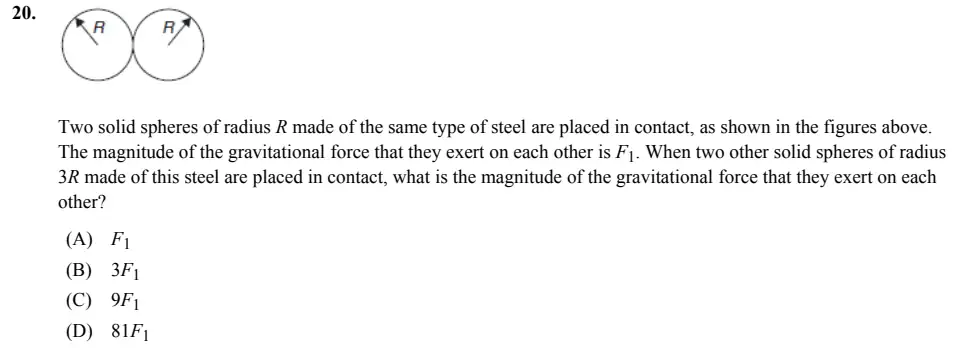 20.
R R
Two solid spheres of radius R made of the same type of steel are placed in contact, as shown in the figures above.
The magnitude of the gravitational force that they exert on each other is F1. When two other solid spheres of radius
3R made of this steel are placed in contact, what is the magnitude of the gravitational force that they exert on each
other?
(A) F1
(B) 3F1
(C) 9F1
(D) 81F1